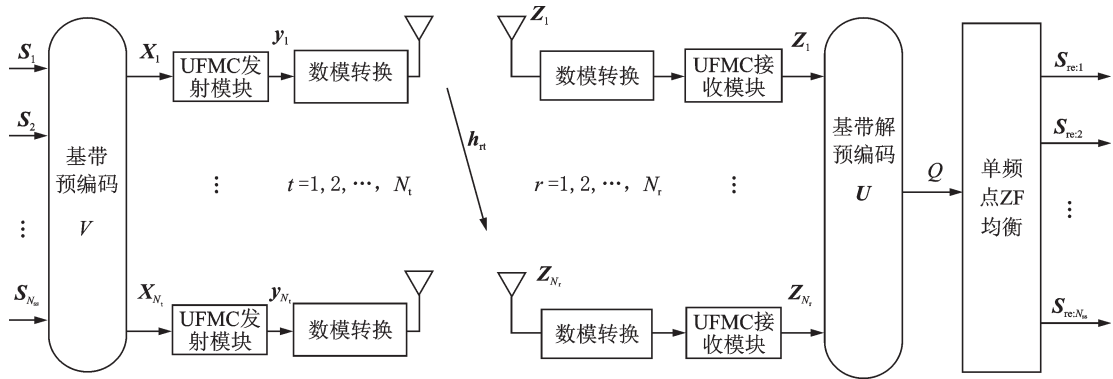 S1
S2
⋮
SNss
基带
预编码
V
X1
UFMC发
射模块
y1
数模转换
⋮
t=1, 2, …, Nt
XNt
UFMC发
射模块
yNt
数模转换
hrt
Z1
数模转换
UFMC接
收模块
Z1
r=1, 2, …, Nr
⋮
ZNr
数模转换
UFMC接
收模块
ZNr
基带解
预编码
U
Q
单频
点ZF
均衡
Sre:1
Sre:2
⋮
Sre:Nss